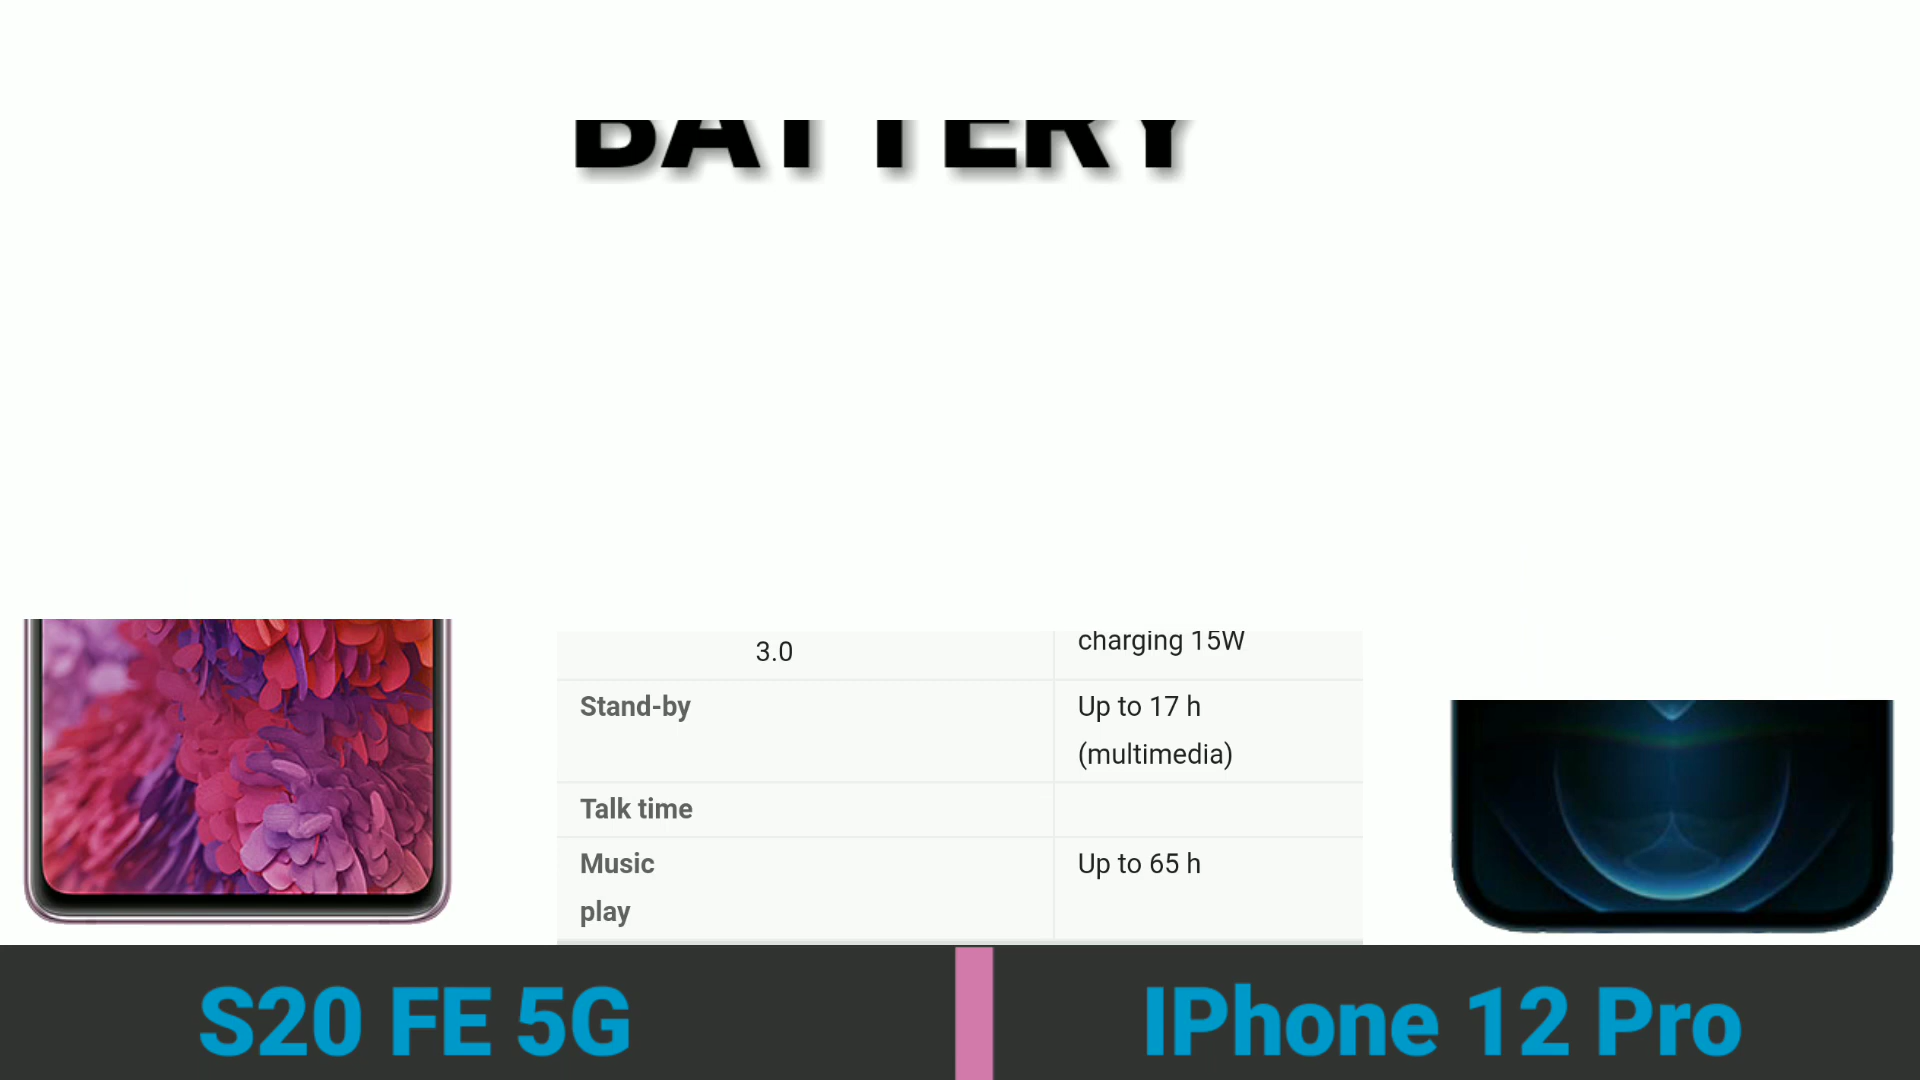 BATTERY
3.0
charging 15W
Stand-by
Up to 17 h
(multimedia)
Talk time
Music
play
Up to 65 h
S20 FE 5G
IPhone 12 Pro